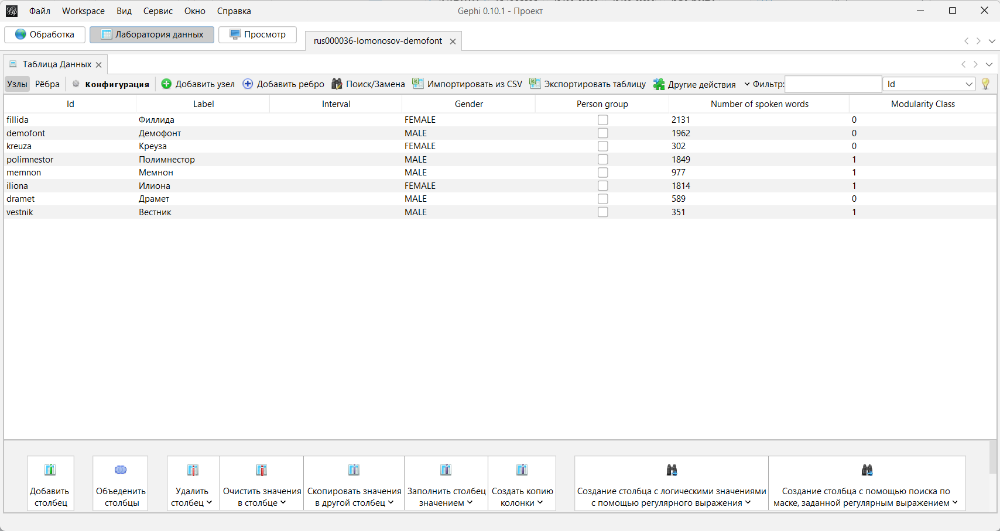 Файл Workspace Вид Сервис Окно Справка Gephi 0.10.1 - Проект
Обработка Лаборатория данных Просмотр rus000036-lomonosov-demofont
Таблица Данных
Узлы Рёбра Конфигурация Добавить узел Добавить ребро Поиск/Замена Импортировать из CSV Экспортировать таблицу Другие действия Фильтр: Id
Id Label Interval Gender Person group Number of spoken words Modularity Class
fillida Филлида FEMALE 2131 0
demofont Демофонт MALE 1962 0
kreuza Креуза FEMALE 302 0
polimnestor Полимнестор MALE 1849 1
memnon Мемнон MALE 977 1
iliona Илиона FEMALE 1814 1
dramet Драмет MALE 589 0
vestnik Вестник MALE 351 1
Добавить столбец
Объеденить столбцы
Удалить столбец
Очистить значения в столбце
Скопировать значения в другой столбец
Заполнить столбец значением
Создать копию колонки
Создание столбца с логическими значениями с помощью регулярного выражения
Создание столбца с помощью поиска по маске, заданной регулярным выражением